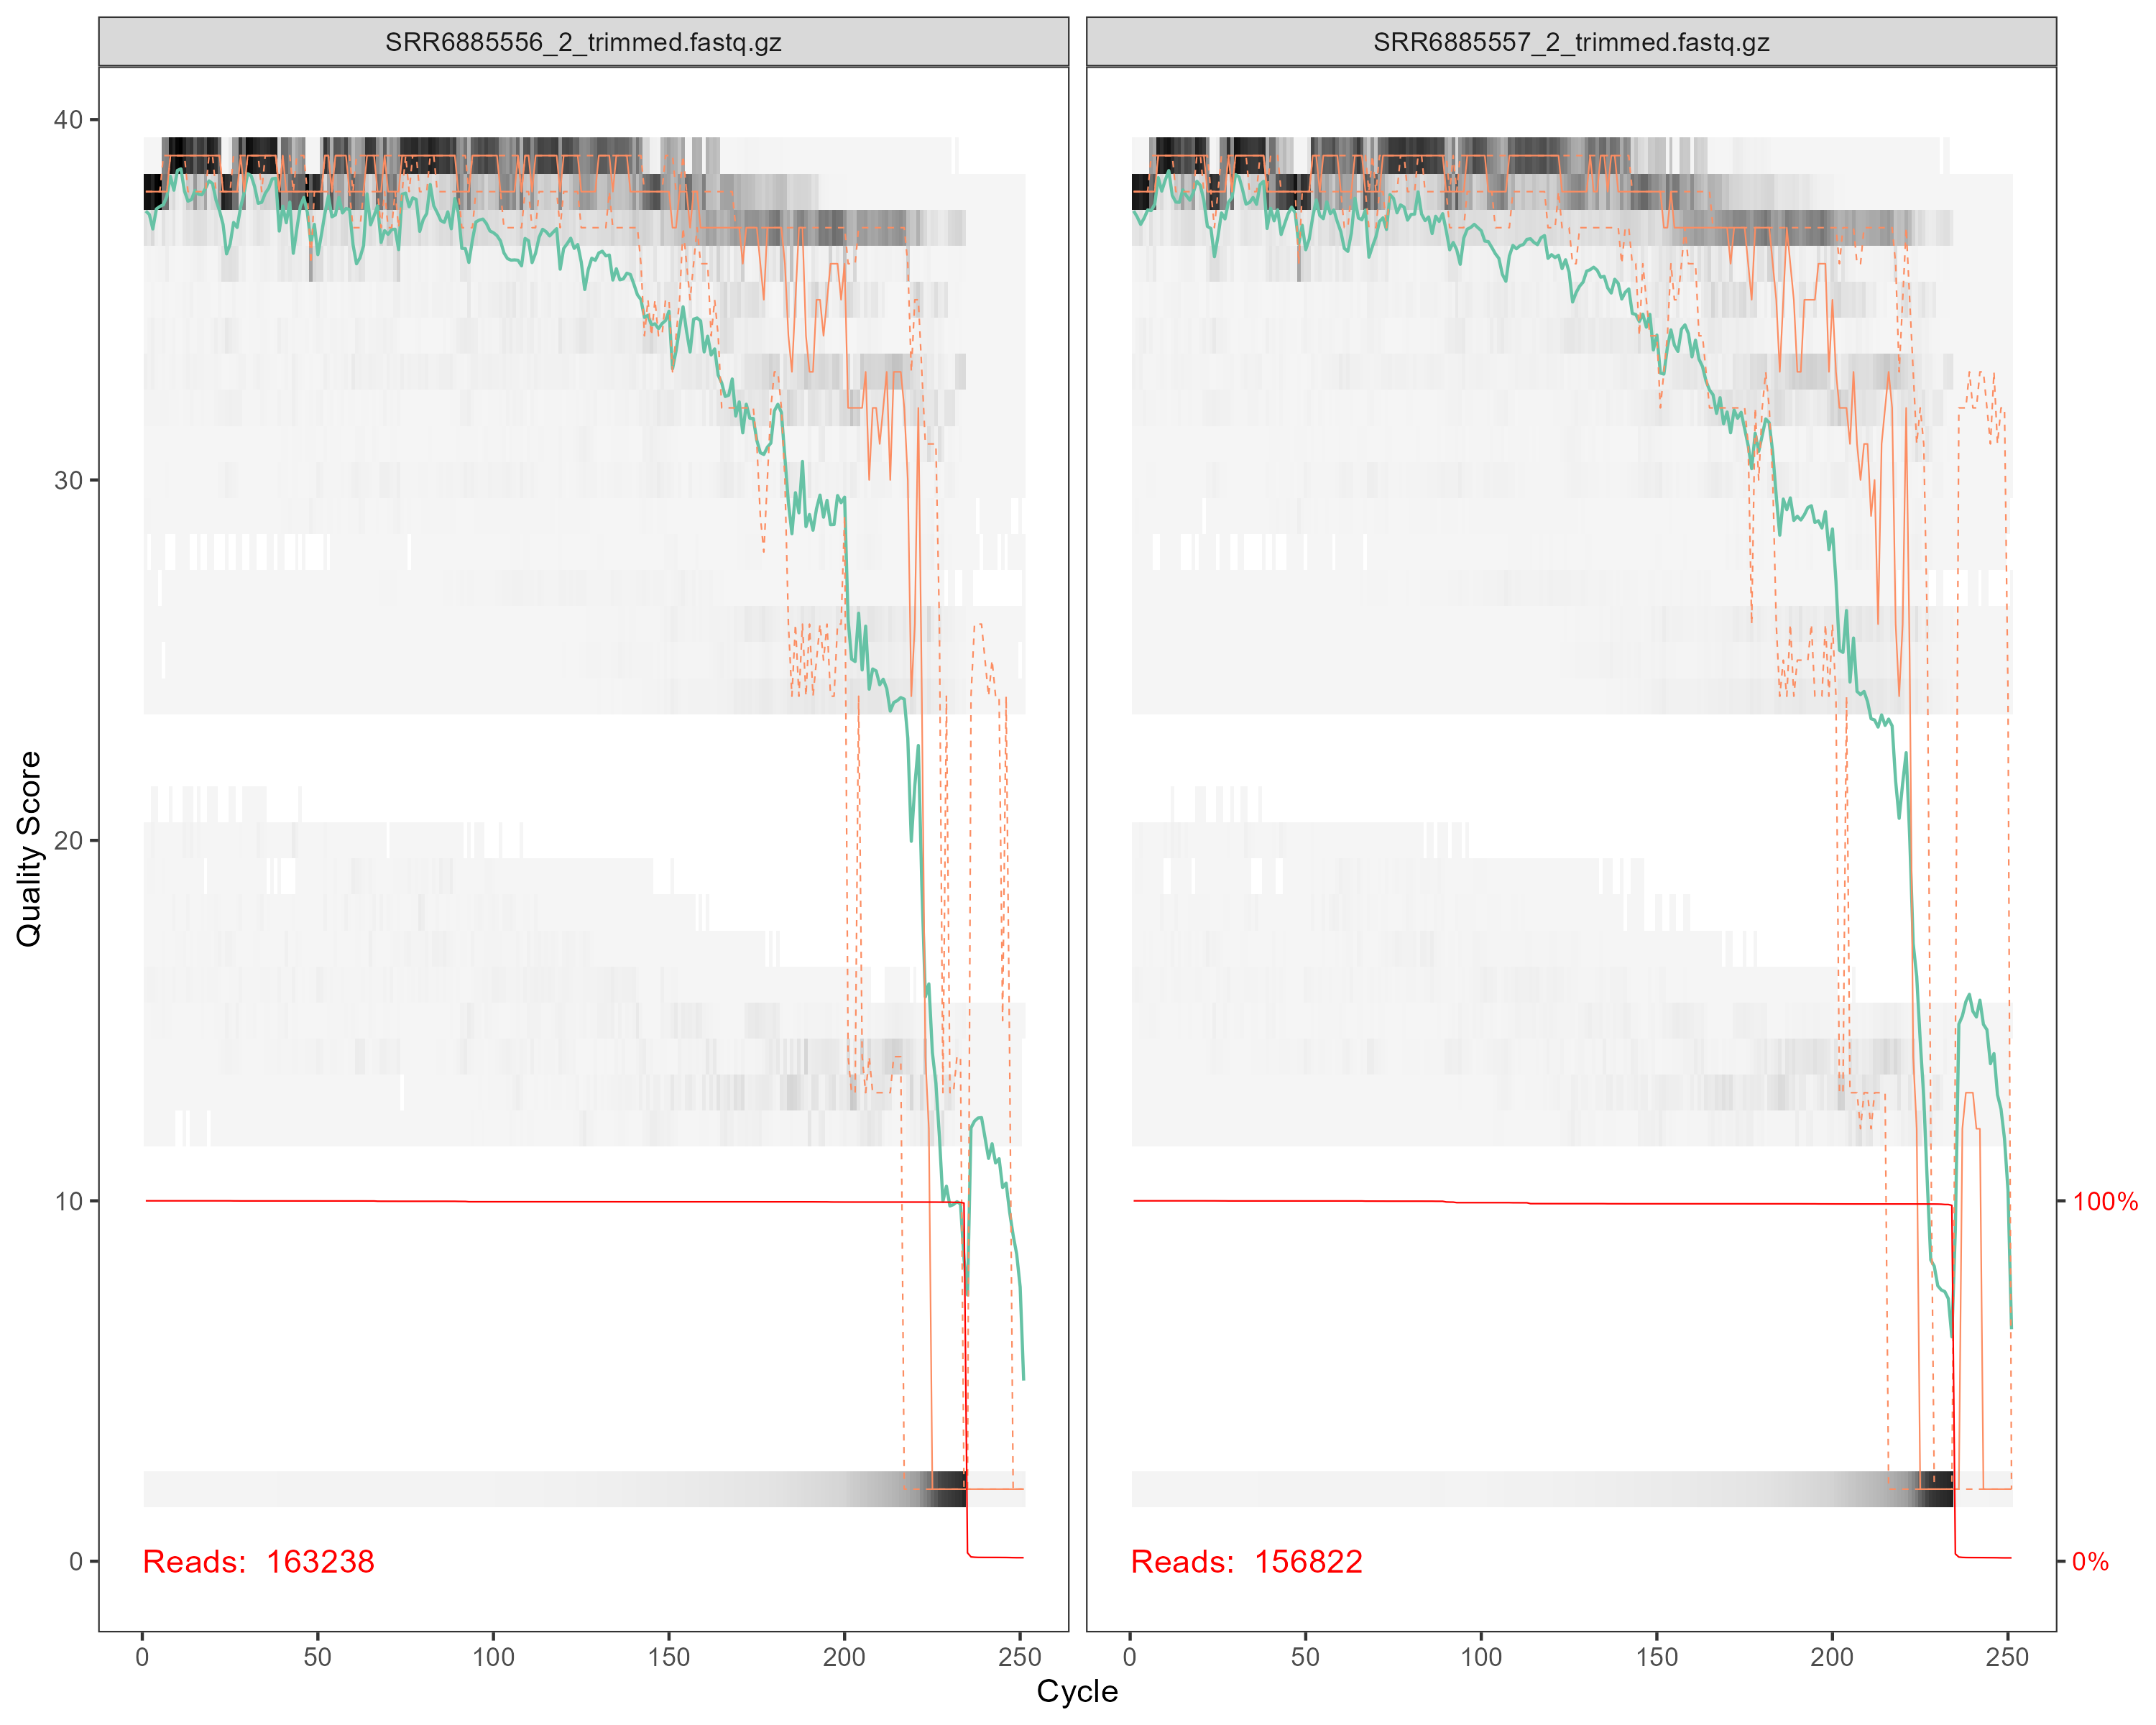 SRR6885556_2_trimmed.fastq.gz
SRR6885557_2_trimmed.fastq.gz
Quality Score
40
30
20
10
0
100%
0%
Reads: 163238
Reads: 156822
0 50 100 150 200 250
0 50 100 150 200 250
Cycle